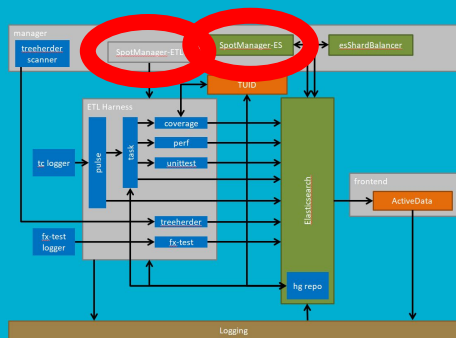 manager
treeherder
scanner
SpotManager-ETL
SpotManager-ES
esShardBalancer
TUID
ETL Harness
pulse
task
coverage
perf
unittest
tc logger
treeherder
fx-test
logger
fx-test
Elasticsearch
hg repo
frontend
ActiveData
Logging